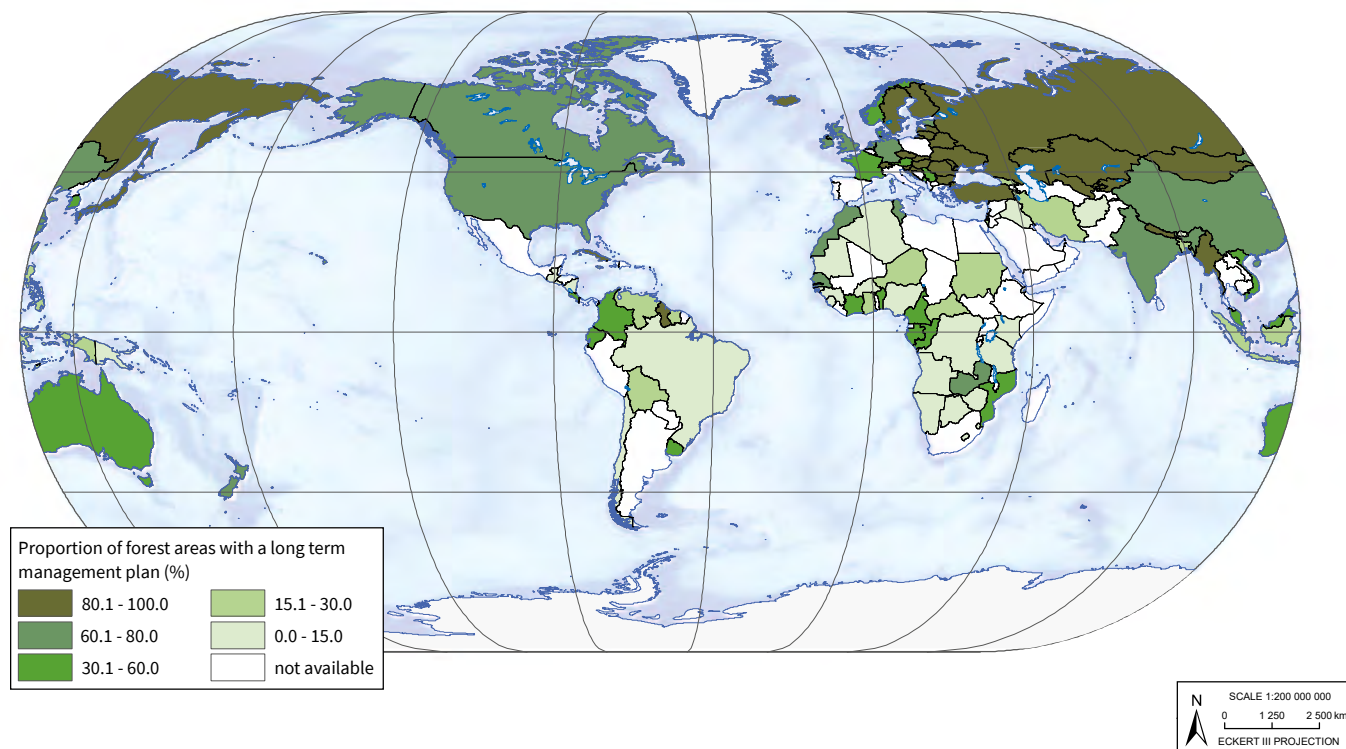 Proportion of forest areas with a long term
management plan (%)
80.1 - 100.0
15.1 - 30.0
60.1 - 80.0
0.0 - 15.0
30.1 - 60.0
not available
N
SCALE 1:200 000 000
0 1 250 2 500 km
ECKERT III PROJECTION